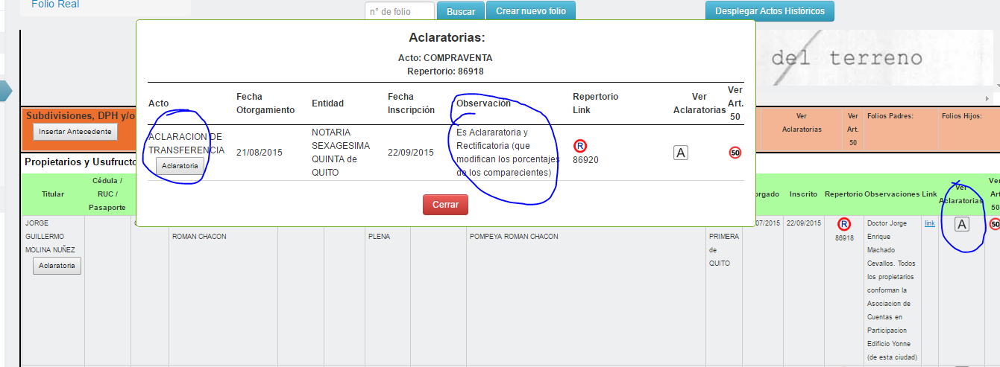 Folio Real
n° de folio
Buscar
Crear nuevo folio
Desplegar Actos Históricos
del terreno
Aclaratorias:
Acto: COMPRAVENTA
Repertorio: 86918
Acto
Fecha
Otorgamiento
Entidad
Fecha
Inscripción
Observación
Repertorio
Link
Ver
Aclaratorias
Ver
Art.
50
ACLARACION DE
TRANSFERENCIA
Aclaratoria
21/08/2015
NOTARIA
SEXAGESIMA
QUINTA de
QUITO
22/09/2015
Es Aclararatoria y
Rectificatoria (que
modifican los porcentajes
de los comparecientes)
R
86920
A
50
Cerrar
Subdivisiones, DPH y/o
Insertar Antecedente
Ver
Aclaratorias
Ver
Art.
50
Folios Padres:
Folios Hijos:
Propietarios y Usufructo
Titular
Cédula /
RUC /
Pasaporte
orgado
Inscrito
Repertorio
Observaciones
Link
Ver
Aclaratorias
Ver
Art
50
JORGE
GUILLERMO
MOLINA NUÑEZ
Aclaratoria
ROMAN CHACON
PLENA
POMPEYA ROMAN CHACON
PRIMERA
de
QUITO
07/2015
22/09/2015
R
86918
Doctor Jorge
Enrique
Machado
Cevallos. Todos
los propietarios
conforman la
Asociacion de
Cuentas en
Participacion
Edificio Yonne
(de esta ciudad)
link
A
50